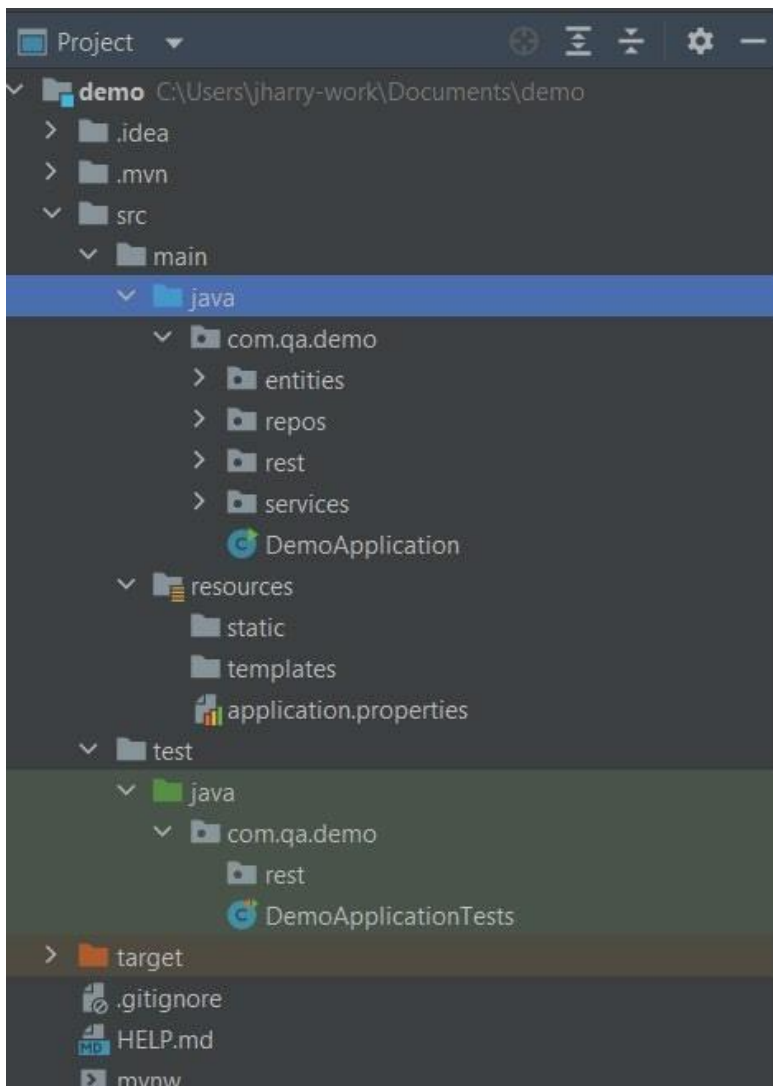 Project
demo C:\Users\jharry-work\Documents\demo
.idea
.mvn
src
main
java
com.qa.demo
entities
repos
rest
services
C DemoApplication
resources
static
templates
application.properties
test
java
com.qa.demo
rest
C DemoApplicationTests
target
.gitignore
MD HELP.md
mvnw